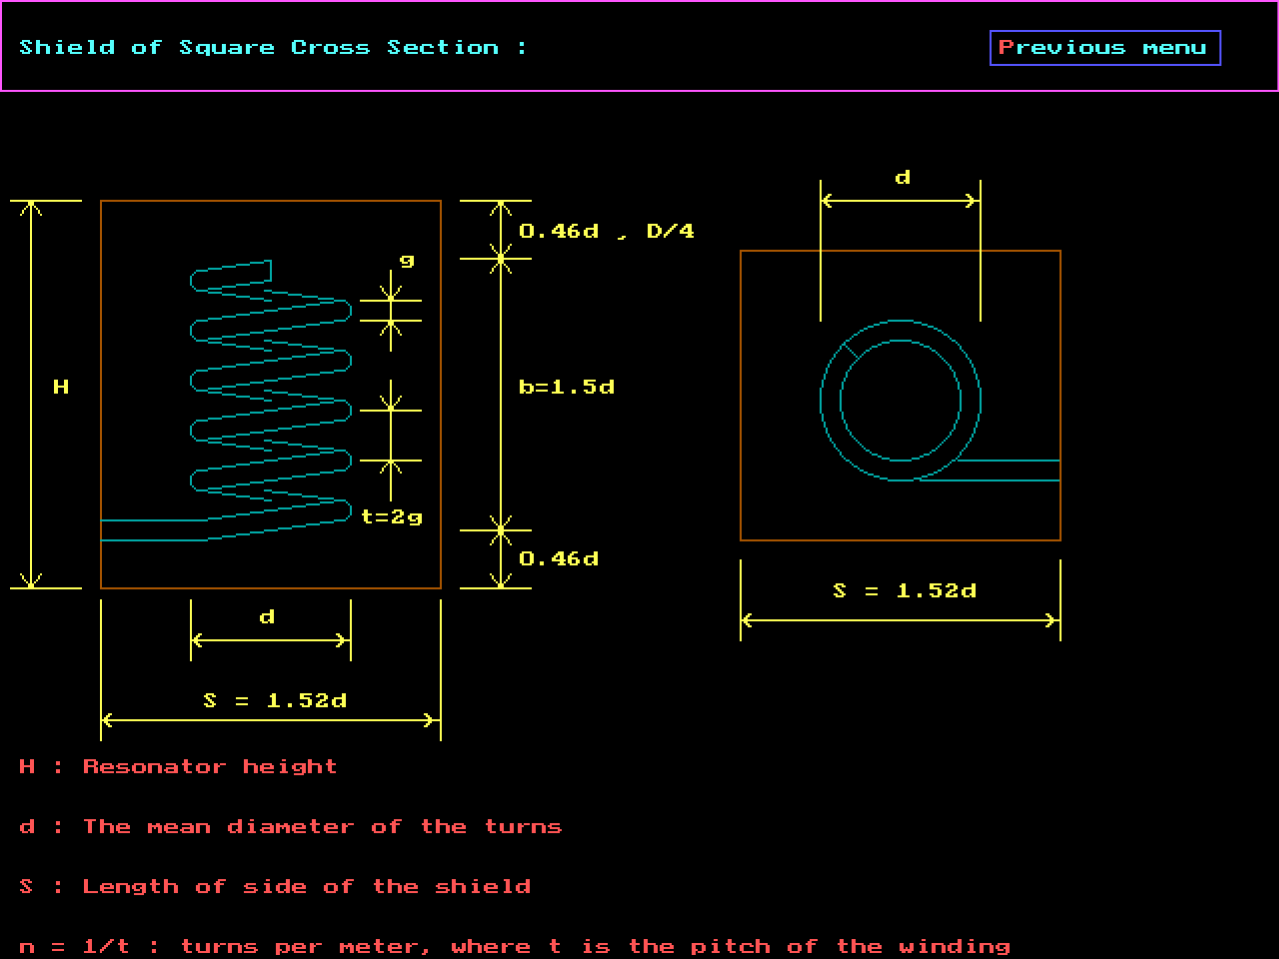 Shield of Square Cross Section :
Previous menu
d
0.46d , D/4
g
H
b=1.5d
t=2g
0.46d
S = 1.52d
d
S = 1.52d
H : Resonator height
d : The mean diameter of the turns
S : Length of side of the shield
n = 1/t : turns per meter, where t is the pitch of the winding